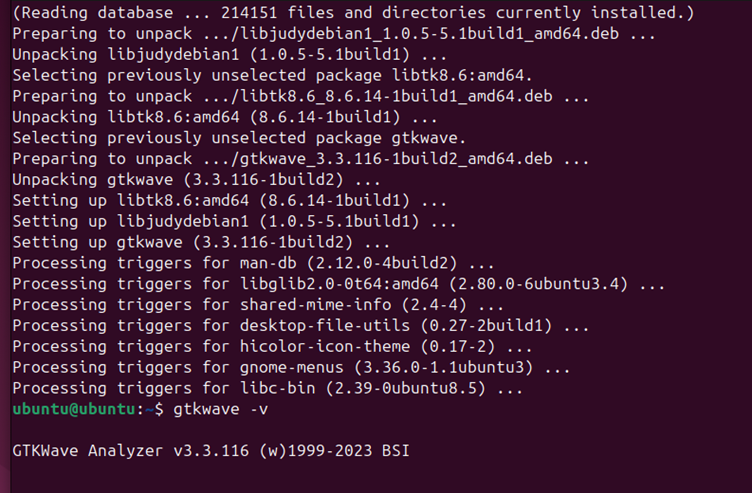 (Reading database ... 214151 files and directories currently installed.)
Preparing to unpack .../libjudydebian1_1.0.5-5.1build1_amd64.deb ...
Unpacking libjudydebian1 (1.0.5-5.1build1) ...
Selecting previously unselected package libtk8.6:amd64.
Preparing to unpack .../libtk8.6_8.6.14-1build1_amd64.deb ...
Unpacking libtk8.6:amd64 (8.6.14-1build1) ...
Selecting previously unselected package gtkwave.
Preparing to unpack .../gtkwave_3.3.116-1build2_amd64.deb ...
Unpacking gtkwave (3.3.116-1build2) ...
Setting up libtk8.6:amd64 (8.6.14-1build1) ...
Setting up libjudydebian1 (1.0.5-5.1build1) ...
Setting up gtkwave (3.3.116-1build2) ...
Processing triggers for man-db (2.12.0-4build2) ...
Processing triggers for libglib2.0-0t64:amd64 (2.80.0-6ubuntu3.4) ...
Processing triggers for shared-mime-info (2.4-4) ...
Processing triggers for desktop-file-utils (0.27-2build1) ...
Processing triggers for hicolor-icon-theme (0.17-2) ...
Processing triggers for gnome-menus (3.36.0-1.1ubuntu3) ...
Processing triggers for libc-bin (2.39-0ubuntu8.5) ...
ubuntu@ubuntu:~$ gtkwave -v
GTKWave Analyzer v3.3.116 (w)1999-2023 BSI